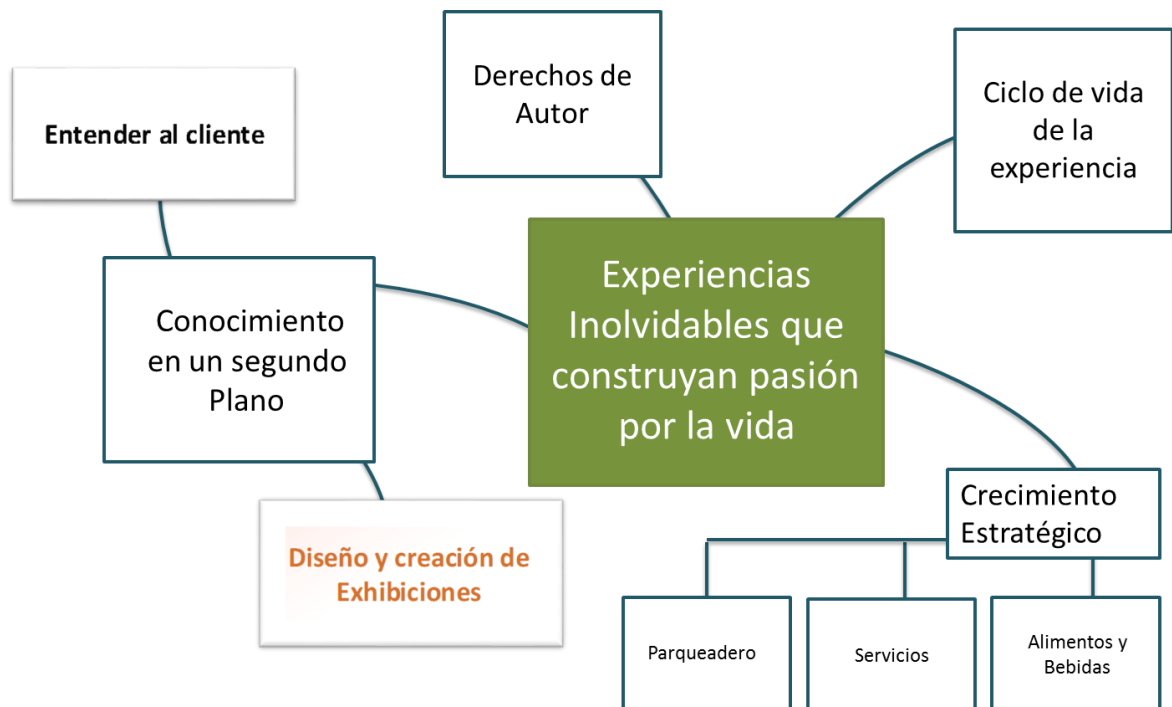 Derechos de
Autor
Ciclo de vida
de la
experiencia
Entender al cliente
Experiencias
Inolvidables que
construyan pasión
por la vida
Conocimiento
en un segundo
Plano
Crecimiento
Estratégico
Diseño y creación de
Exhibiciones
Parqueadero
Servicios
Alimentos y
Bebidas